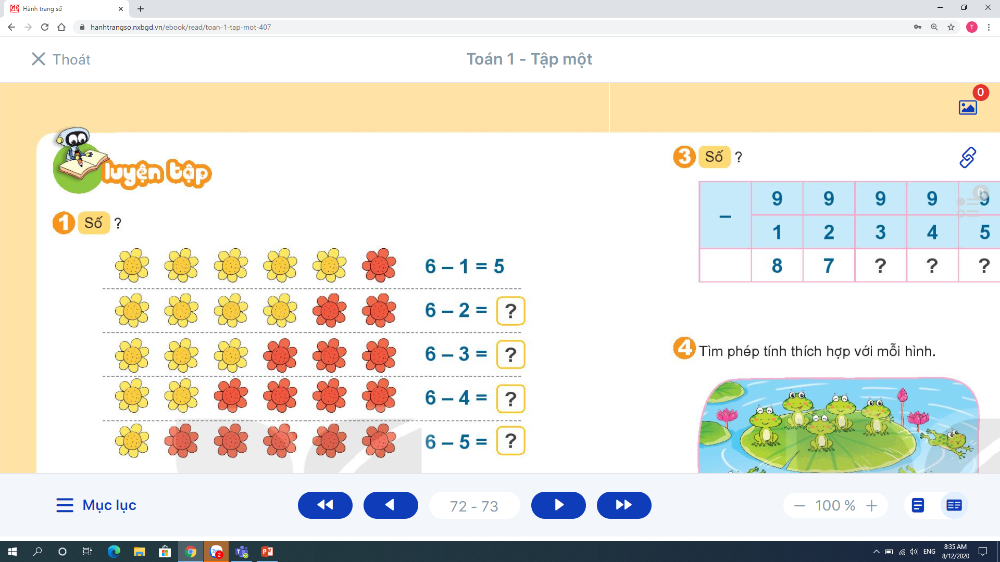 Hành trang số
hanhtrangso.nxbgd.vn/ebook/read/toan-1-tap-mot-407
T
Thoát
Toán 1 - Tập một
0
luyện tập
1 Số ?
6 – 1 = 5
6 – 2 = ?
6 – 3 = ?
6 – 4 = ?
6 – 5 = ?
3 Số ?
– 9 9 9 9 9
1 2 3 4 5
8 7 ? ? ?
0
4 Tìm phép tính thích hợp với mỗi hình.
Mục lục
72 - 73
100 %
2
ENG
8:35 AM
8/12/2020